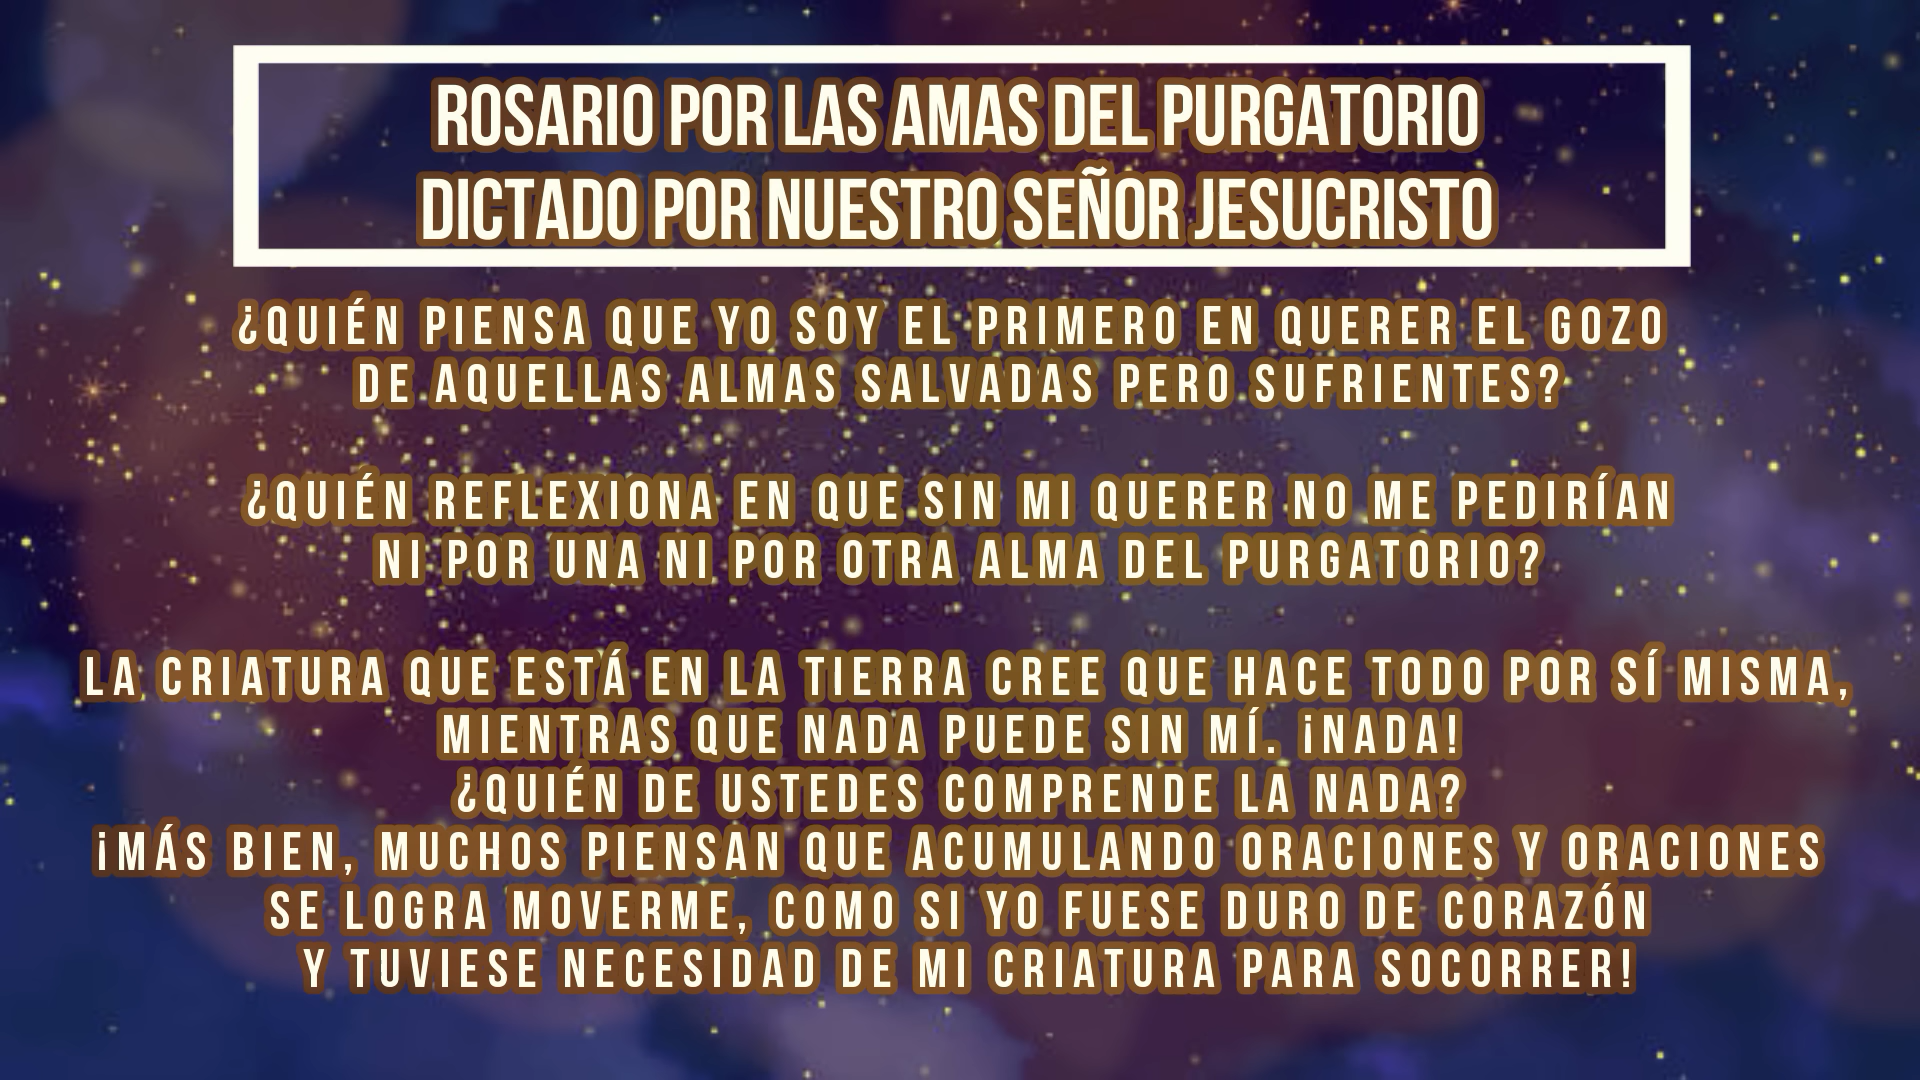 ROSARIO POR LAS AMAS DEL PURGATORIO
DICTADO POR NUESTRO SEÑOR JESUCRISTO
¿QUIÉN PIENSA QUE YO SOY EL PRIMERO EN QUERER EL GOZO
DE AQUELLAS ALMAS SALVADAS PERO SUFRIENTES?
¿QUIÉN REFLEXIONA EN QUE SIN MI QUERER NO ME PEDIRÍAN
NI POR UNA NI POR OTRA ALMA DEL PURGATORIO?
LA CRIATURA QUE ESTÁ EN LA TIERRA CREE QUE HACE TODO POR SÍ MISMA,
MIENTRAS QUE NADA PUEDE SIN MÍ. ¡NADA!
¿QUIÉN DE USTEDES COMPRENDE LA NADA?
¡MÁS BIEN, MUCHOS PIENSAN QUE ACUMULANDO ORACIONES Y ORACIONES
SE LOGRA MOVERME, COMO SI YO FUESE DURO DE CORAZÓN
Y TUVIESE NECESIDAD DE MI CRIATURA PARA SOCORRER!